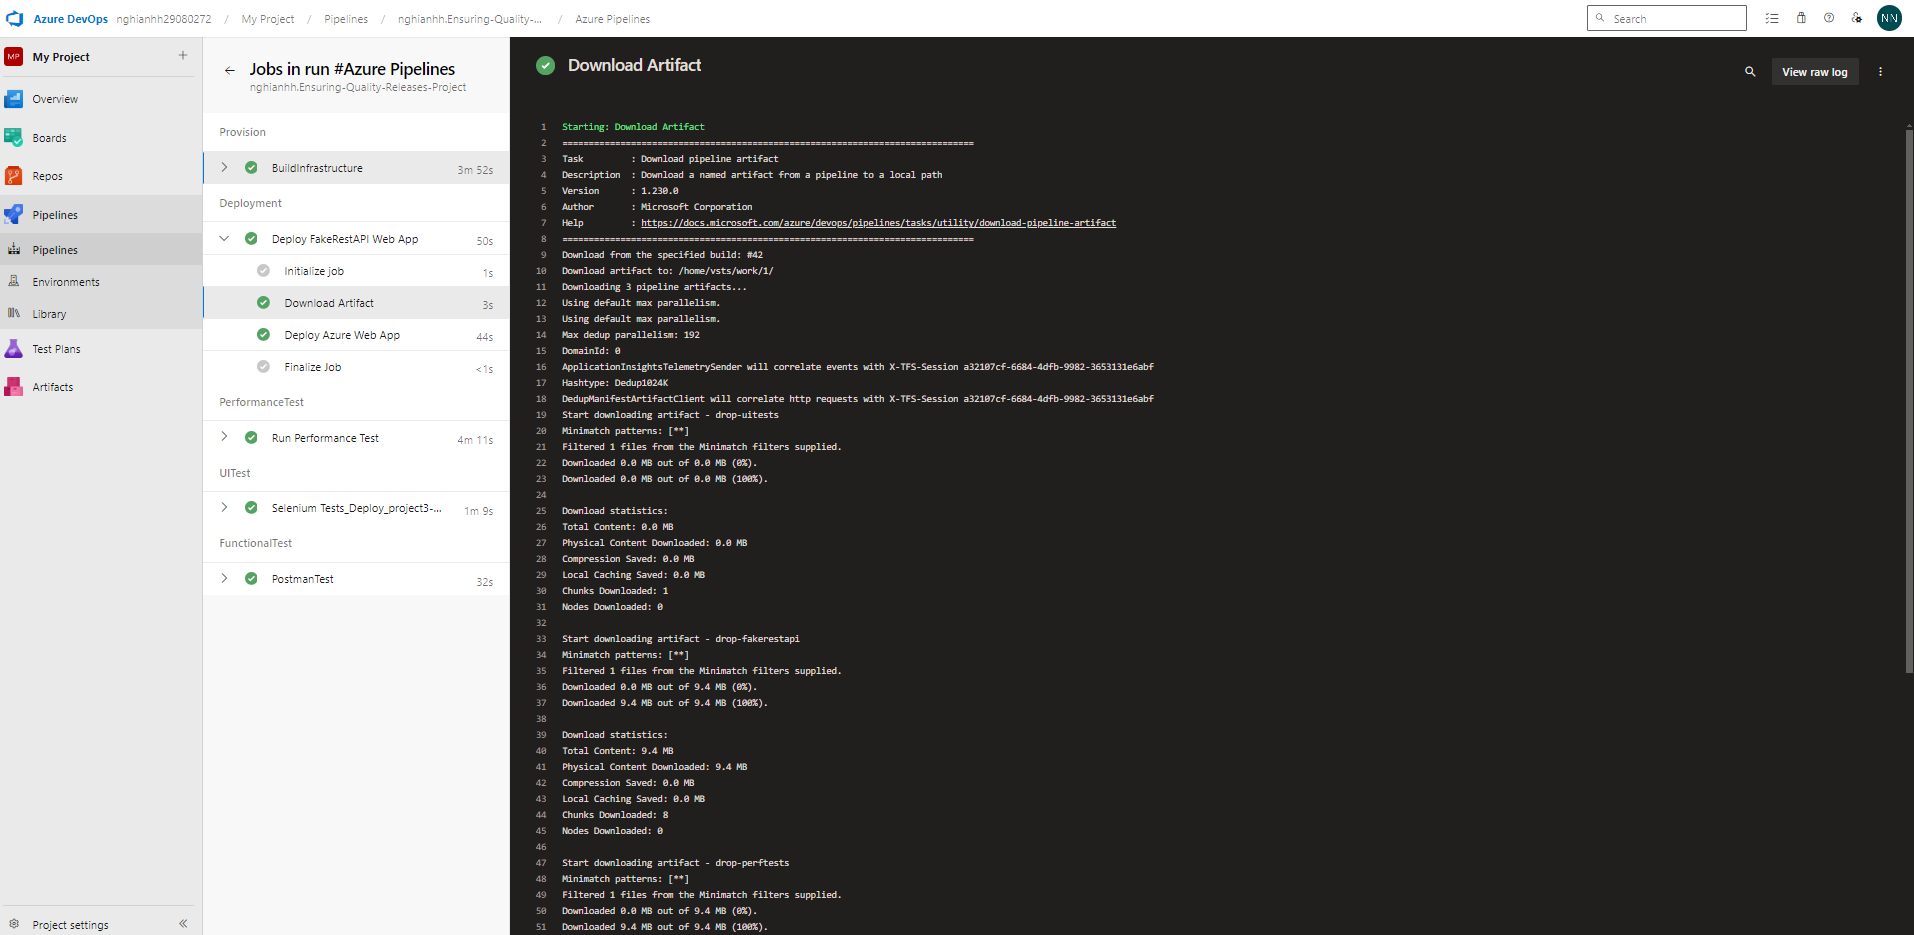 Azure DevOps nghianhh29080272 / My Project / Pipelines / nghianhh.Ensuring-Quality-... / Azure Pipelines
Search
NN
MP My Project +
Overview
Boards
Repos
Pipelines
Pipelines
Environments
Library
Test Plans
Artifacts
Project settings
Jobs in run #Azure Pipelines
nghianhh.Ensuring-Quality-Releases-Project
Provision
BuildInfrastructure 3m 52s
Deployment
Deploy FakeRestAPI Web App 50s
Initialize job 1s
Download Artifact 3s
Deploy Azure Web App 44s
Finalize Job <1s
PerformanceTest
Run Performance Test 4m 11s
UITest
Selenium Tests_Deploy_project3-... 1m 9s
FunctionalTest
PostmanTest 32s
Download Artifact
View raw log
1 Starting: Download Artifact
2 ==============================================================================
3 Task : Download pipeline artifact
4 Description : Download a named artifact from a pipeline to a local path
5 Version : 1.230.0
6 Author : Microsoft Corporation
7 Help : https://docs.microsoft.com/azure/devops/pipelines/tasks/utility/download-pipeline-artifact
8 ==============================================================================
9 Download from the specified build: #42
10 Download artifact to: /home/vsts/work/1/
11 Downloading 3 pipeline artifacts...
12 Using default max parallelism.
13 Using default max parallelism.
14 Max dedup parallelism: 192
15 DomainId: 0
16 ApplicationInsightsTelemetrySender will correlate events with X-TFS-Session a32107cf-6684-4dfb-9982-3653131e6abf
17 Hashtype: Dedup1024K
18 DedupManifestArtifactClient will correlate http requests with X-TFS-Session a32107cf-6684-4dfb-9982-3653131e6abf
19 Start downloading artifact - drop-uitests
20 Minimatch patterns: [**]
21 Filtered 1 files from the Minimatch filters supplied.
22 Downloaded 0.0 MB out of 0.0 MB (0%).
23 Downloaded 0.0 MB out of 0.0 MB (100%).
24
25 Download statistics:
26 Total Content: 0.0 MB
27 Physical Content Downloaded: 0.0 MB
28 Compression Saved: 0.0 MB
29 Local Caching Saved: 0.0 MB
30 Chunks Downloaded: 1
31 Nodes Downloaded: 0
32
33 Start downloading artifact - drop-fakerestapi
34 Minimatch patterns: [**]
35 Filtered 1 files from the Minimatch filters supplied.
36 Downloaded 0.0 MB out of 9.4 MB (0%).
37 Downloaded 9.4 MB out of 9.4 MB (100%).
38
39 Download statistics:
40 Total Content: 9.4 MB
41 Physical Content Downloaded: 9.4 MB
42 Compression Saved: 0.0 MB
43 Local Caching Saved: 0.0 MB
44 Chunks Downloaded: 8
45 Nodes Downloaded: 0
46
47 Start downloading artifact - drop-perftests
48 Minimatch patterns: [**]
49 Filtered 1 files from the Minimatch filters supplied.
50 Downloaded 0.0 MB out of 9.4 MB (0%).
51 Downloaded 9.4 MB out of 9.4 MB (100%).